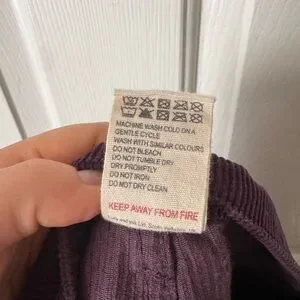 MACHINE WASH COLD ON A
GENTLE CYCLE
WASH WITH SIMILAR COLOURS
DO NOT BLEACH
DO NOT TUMBLE DRY
DRY PROMPTLY
DO NOT IRON
DO NOT DRY CLEAN
KEEP AWAY FROM FIRE